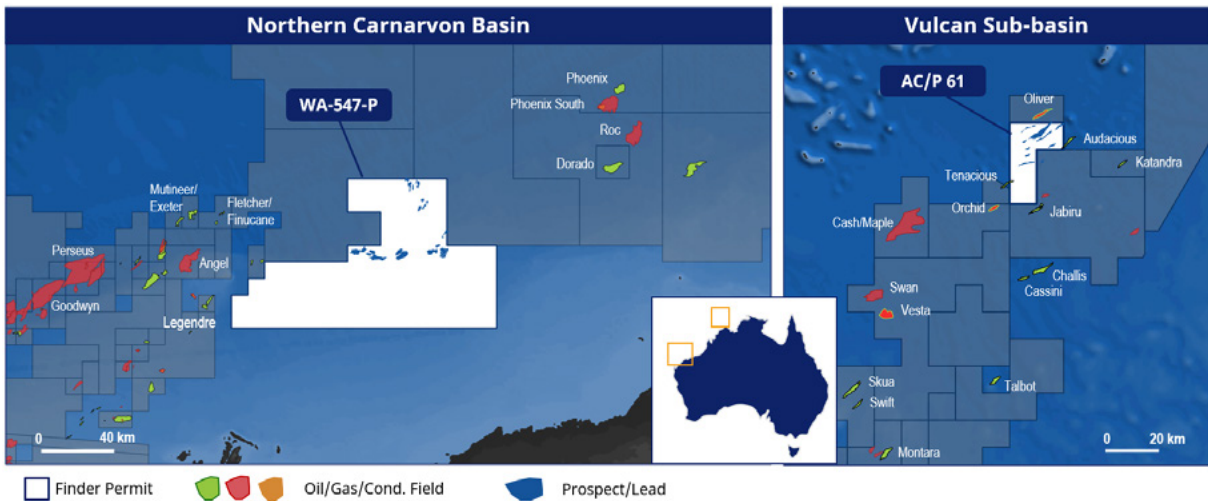 Northern Carnarvon Basin
WA-547-P
Phoenix
Phoenix South
Roc
Dorado
Mutineer/
Exeter
Fletcher/
Finucane
Perseus
Angel
Goodwyn
Legendre
0 40 km
Vulcan Sub-basin
AC/P 61
Oliver
Audacious
Katandra
Tenacious
Orchid
Jabiru
Cash/Maple
Challis
Cassini
Swan
Vesta
Skua
Talbot
Swift
Montara
0 20 km
Finder Permit
Oil/Gas/Cond. Field
Prospect/Lead